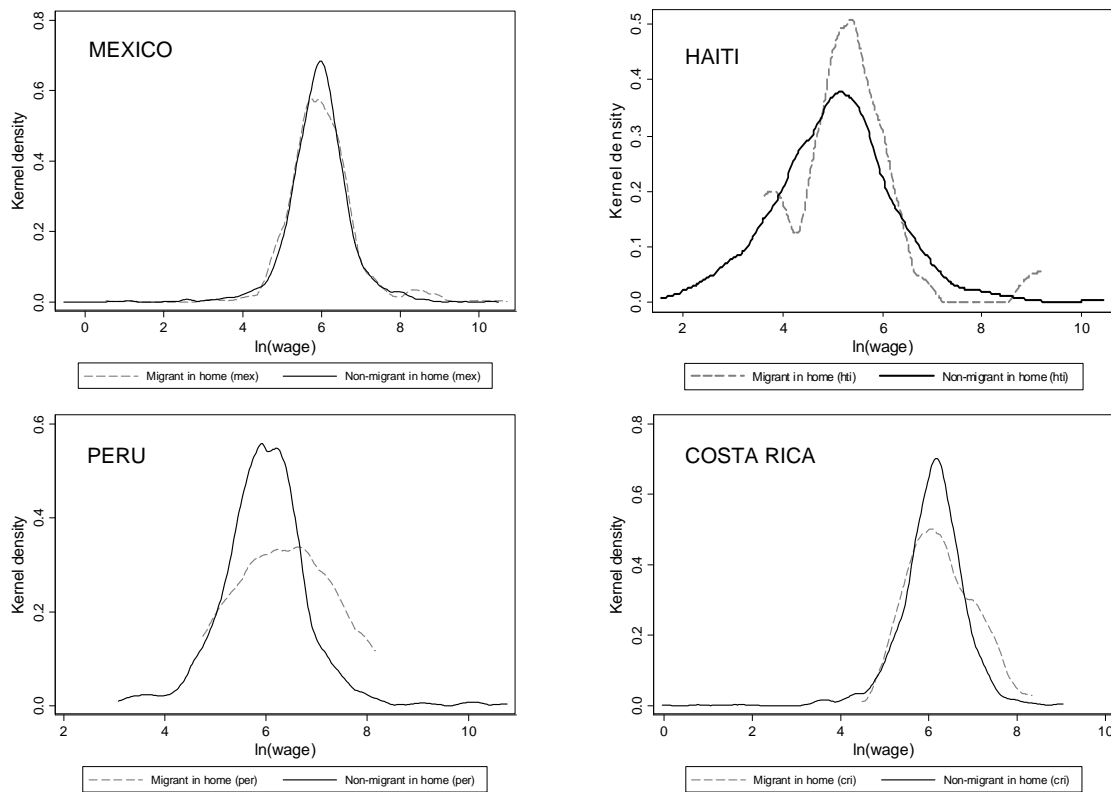 MEXICO
Kernel density
0.0 0.2 0.4 0.6 0.8
0 2 4 6 8 10
ln(wage)
Migrant in home (mex) Non-migrant in home (mex)
HAITI
Kernel density
0.0 0.1 0.2 0.3 0.4 0.5
2 4 6 8 10
ln(wage)
Migrant in home (hti) Non-migrant in home (hti)
PERU
Kernel density
0.0 0.2 0.4 0.6
2 4 6 8 10
ln(wage)
Migrant in home (per) Non-migrant in home (per)
COSTA RICA
Kernel density
0.0 0.2 0.4 0.6 0.8
0 2 4 6 8 10
ln(wage)
Migrant in home (cri) Non-migrant in home (cri)